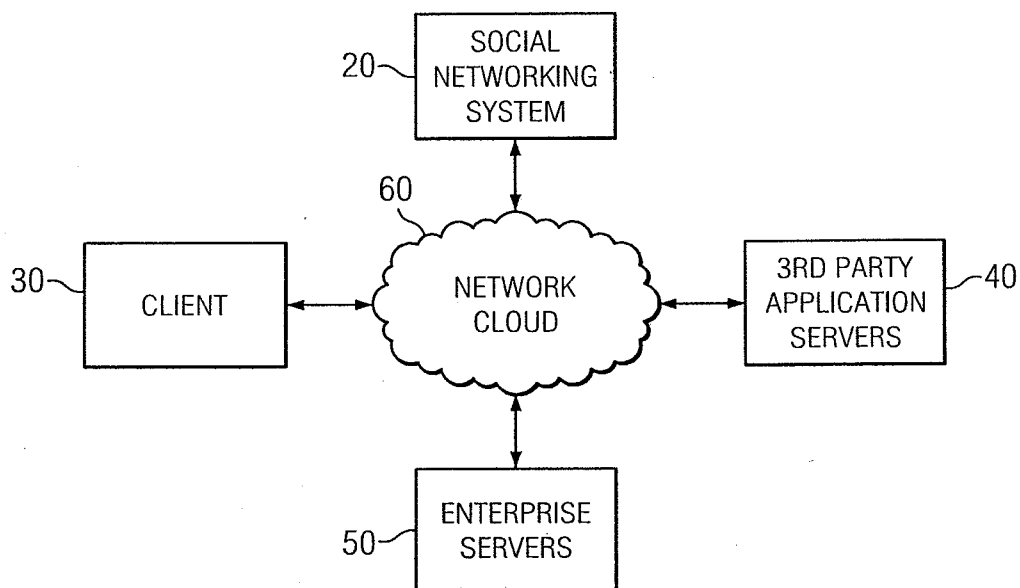 SOCIAL
NETWORKING
SYSTEM
20
60
30
CLIENT
NETWORK
CLOUD
3RD PARTY
APPLICATION
SERVERS
40
50
ENTERPRISE
SERVERS